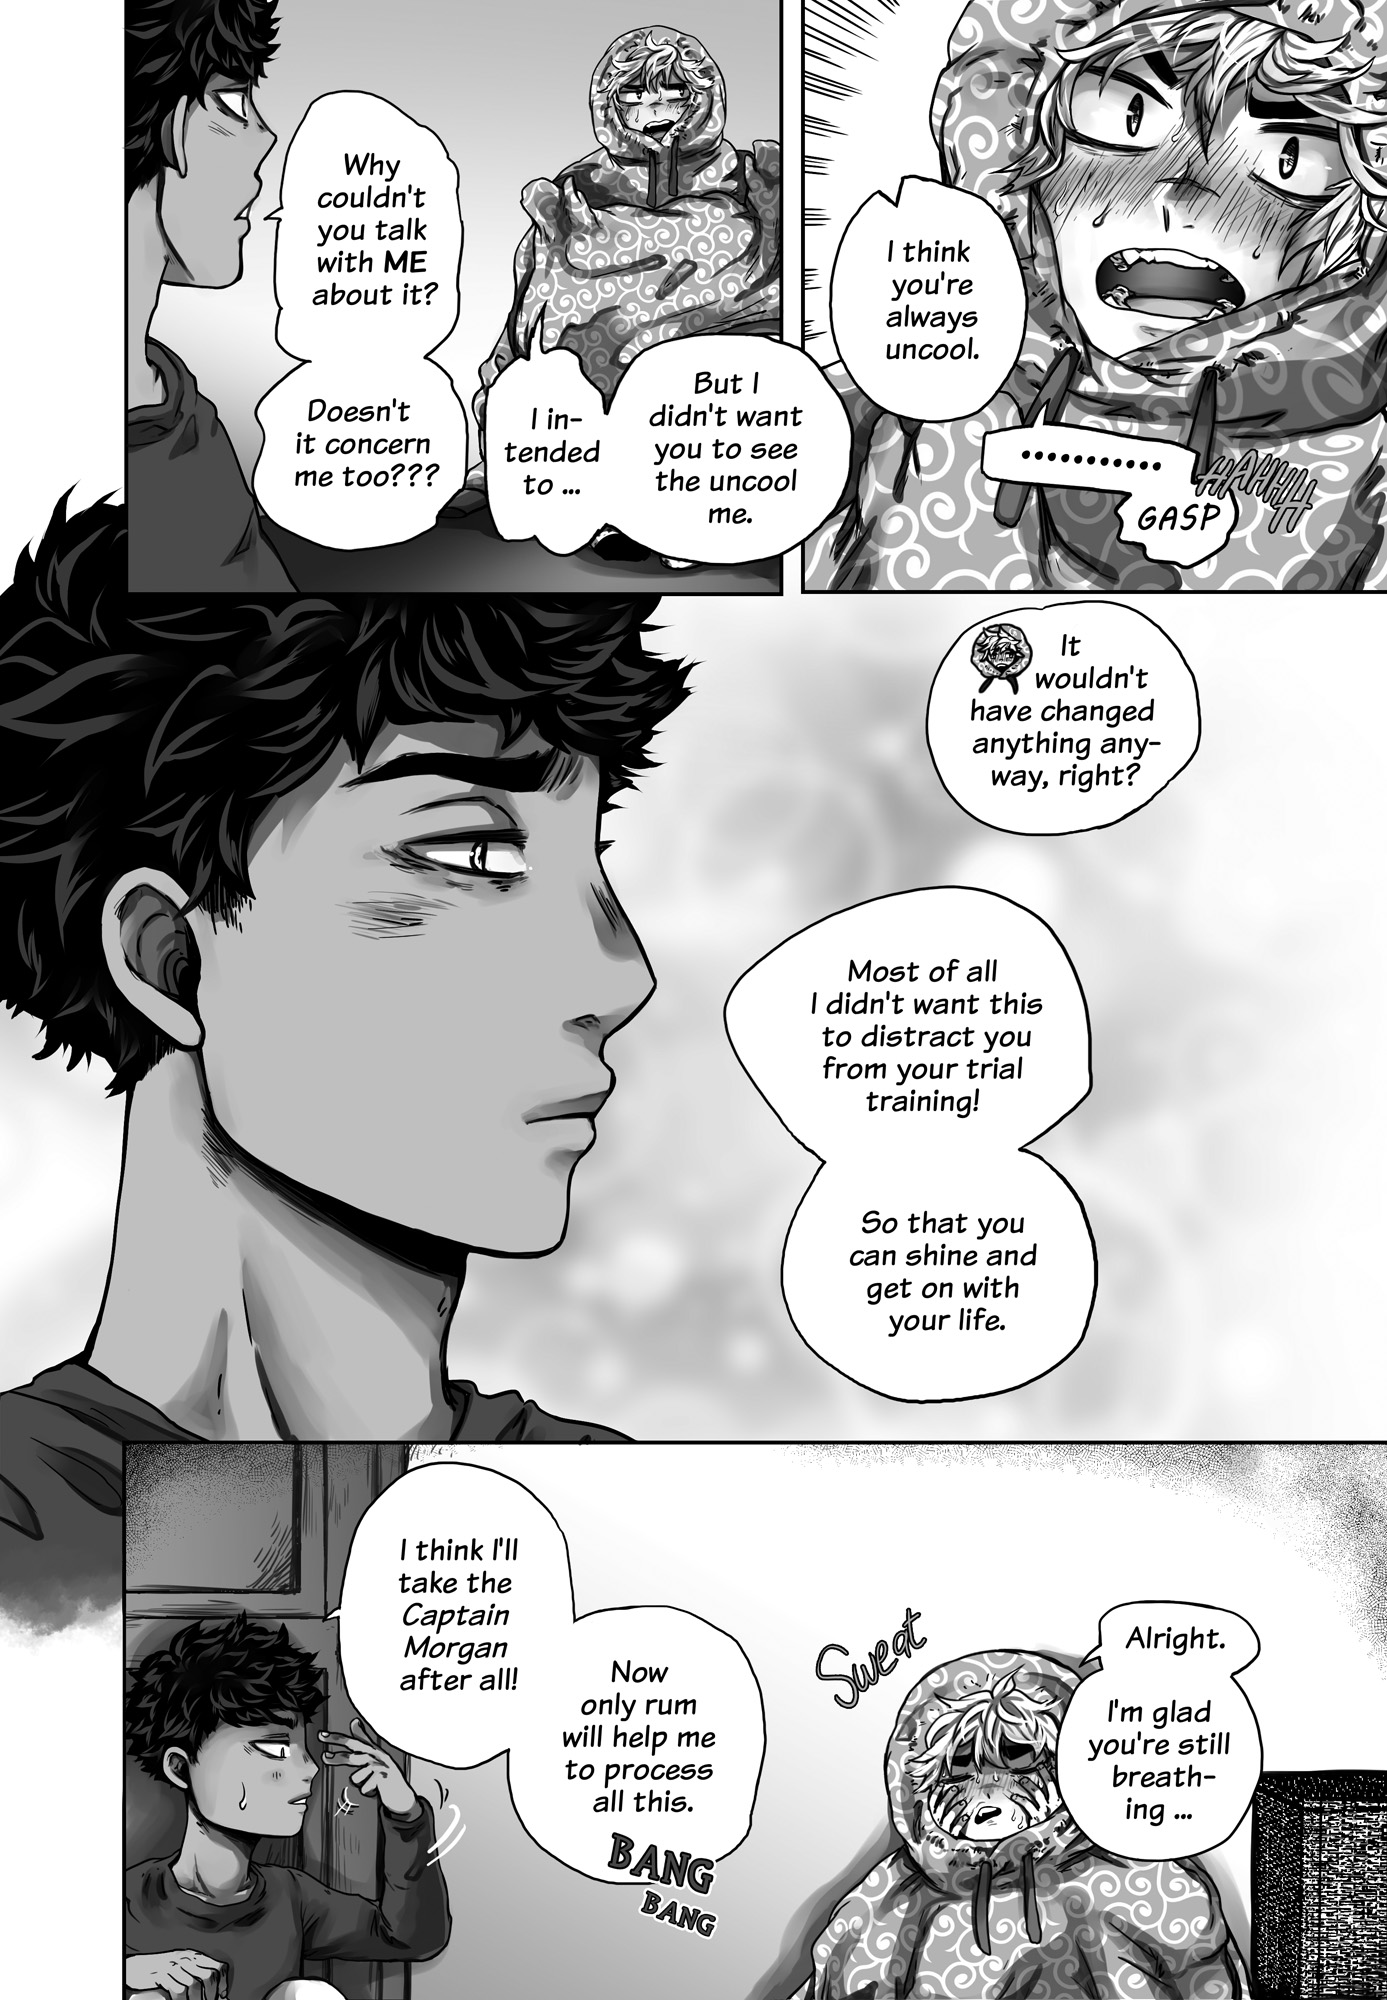 Why
couldn't
you talk
with ME
about it?
Doesn't
it concern
me too???
I in-
tended
to ...
But I
didn't want
you to see
the uncool
me.
I think
you're
always
uncool.
............
GASP
HAHHH
It
wouldn't
have changed
anything any-
way, right?
Most of all
I didn't want this
to distract you
from your trial
training!
So that you
can shine and
get on with
your life.
I think I'll
take the
Captain
Morgan
after all!
Now
only rum
will help me
to process
all this.
BANG
BANG
Sweat
Alright.
I'm glad
you're still
breath-
ing ...